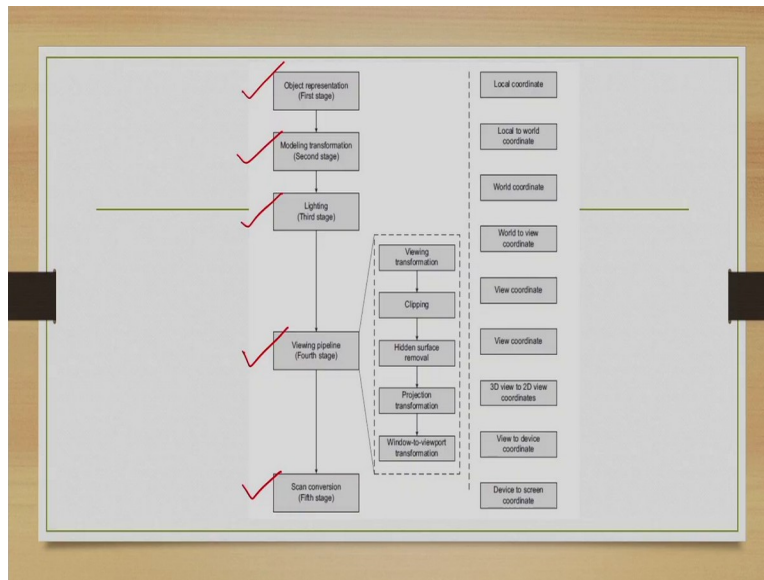 Object representation
(First stage)
Modeling transformation
(Second stage)
Lighting
(Third stage)
Viewing pipeline
(Fourth stage)
Scan conversion
(Fifth stage)
Viewing
transformation
Clipping
Hidden surface
removal
Projection
transformation
Window-to-viewport
transformation
Local coordinate
Local to world
coordinate
World coordinate
World to view
coordinate
View coordinate
View coordinate
3D view to 2D view
coordinates
View to device
coordinate
Device to screen
coordinate